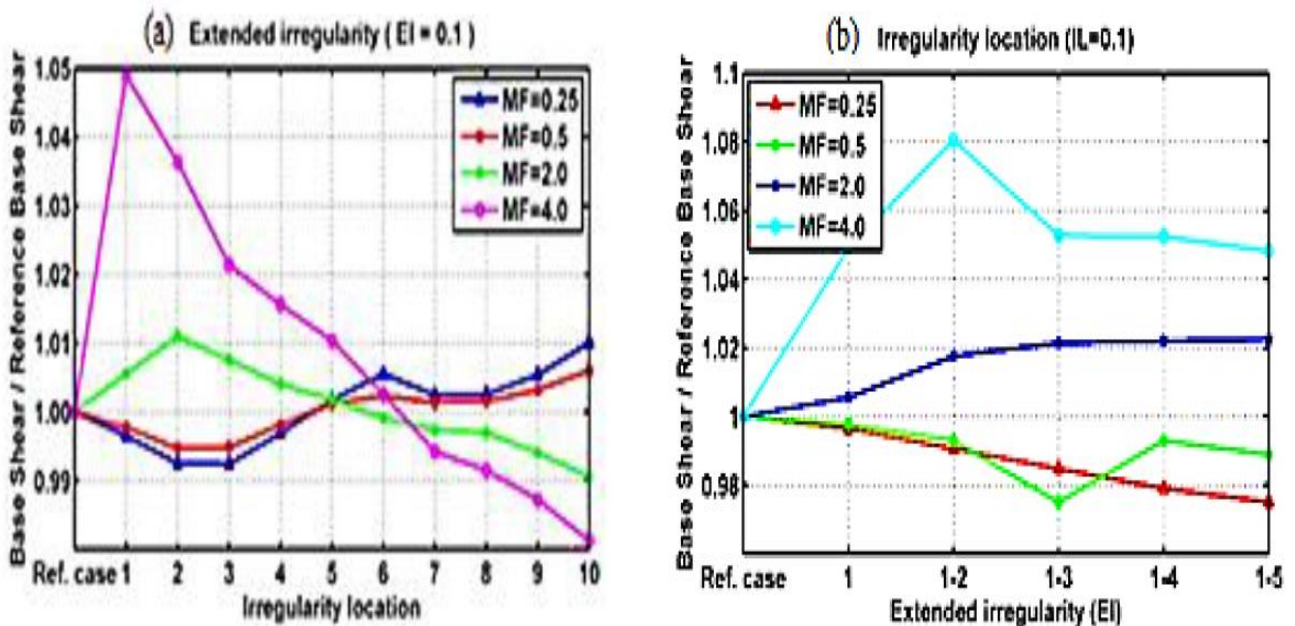 (a) Extended irregularity ( EI = 0.1 )
Base Shear / Reference Base Shear
1.05
1.04
1.03
1.02
1.01
1.00
0.99
MF=0.25
MF=0.5
MF=2.0
MF=4.0
Ref. case 1 2 3 4 5 6 7 8 9 10
Irregularity location
(b) Irregularity location (IL=0.1)
Base Shear / Reference Base Shear
1.1
1.08
1.06
1.04
1.02
1
0.98
MF=0.25
MF=0.5
MF=2.0
MF=4.0
Ref. case 1 1-2 1-3 1-4 1-5
Extended irregularity (EI)